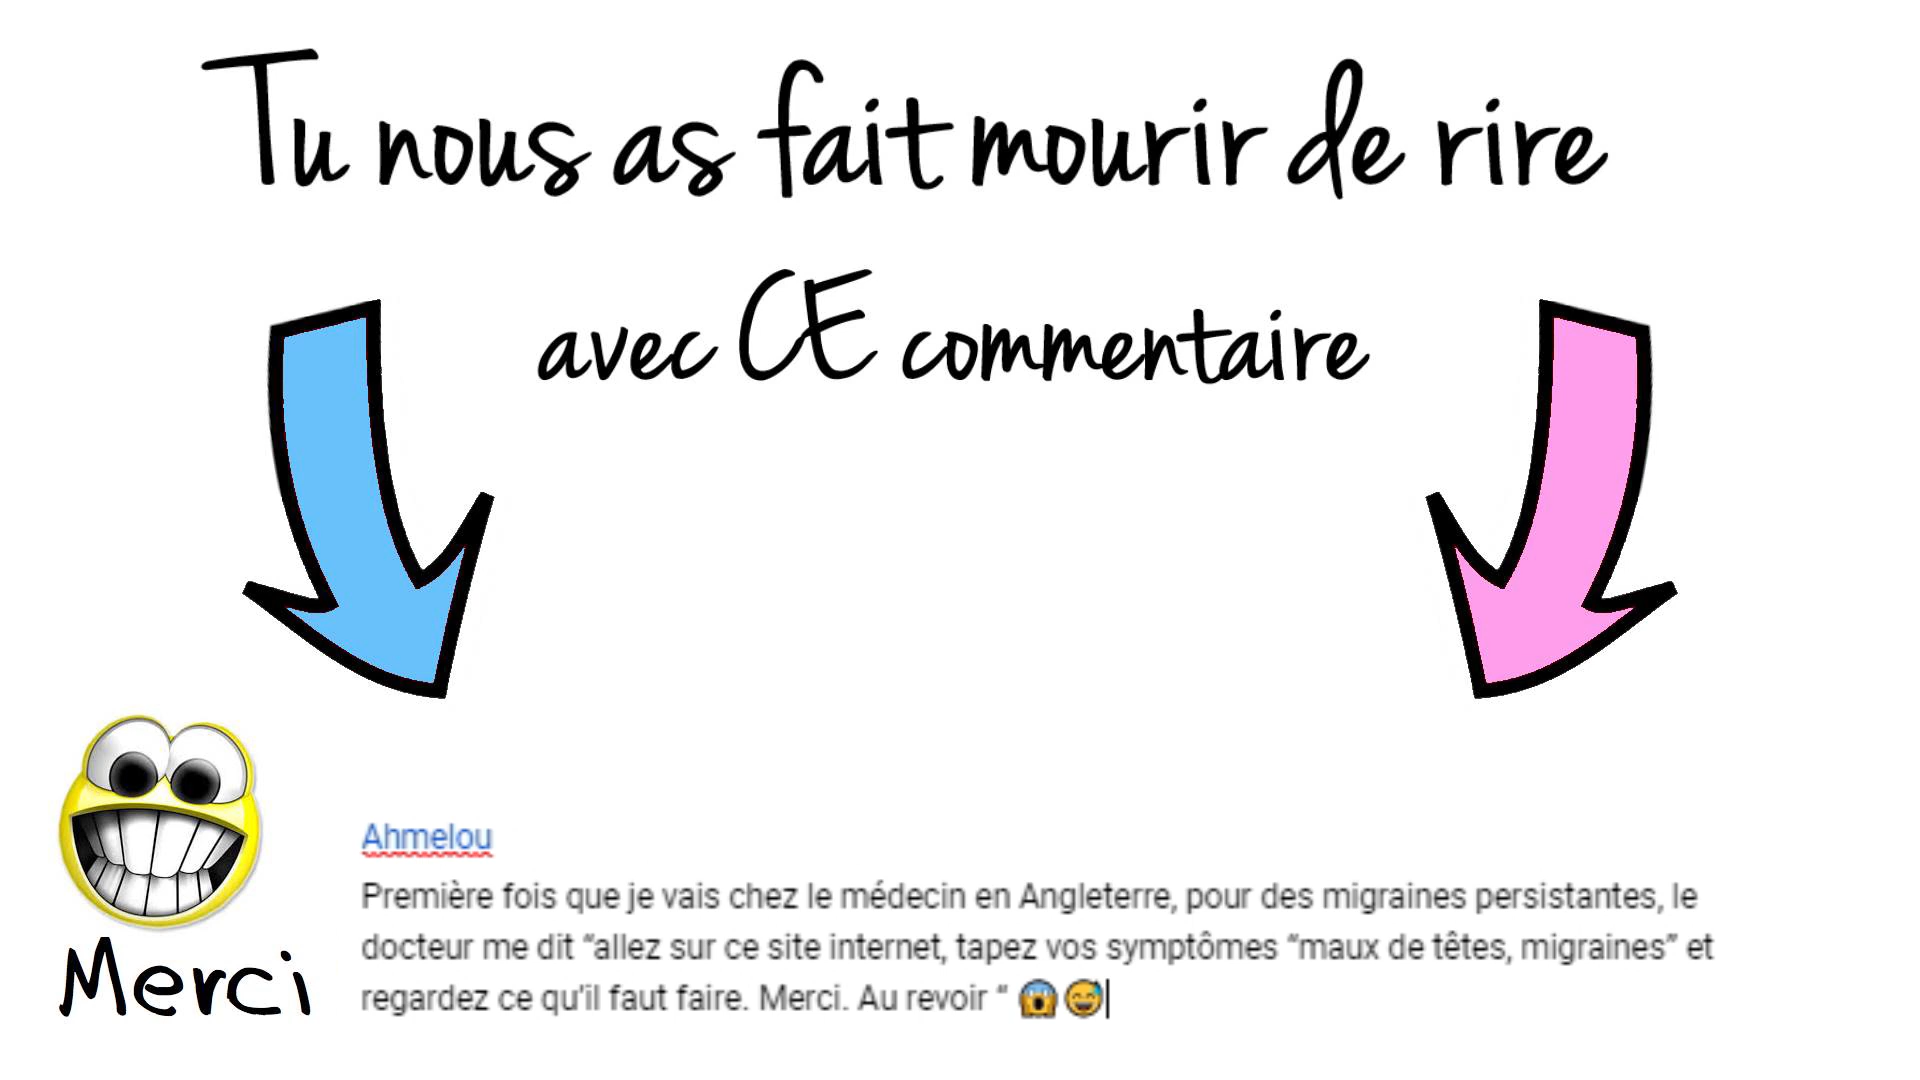 Tu nous as fait mourir de rire
avec CE commentaire
Ahmelou
Première fois que je vais chez le médecin en Angleterre, pour des migraines persistantes, le
docteur me dit “allez sur ce site internet, tapez vos symptômes “maux de têtes, migraines” et
regardez ce qu'il faut faire. Merci. Au revoir “ 😱😅
Merci